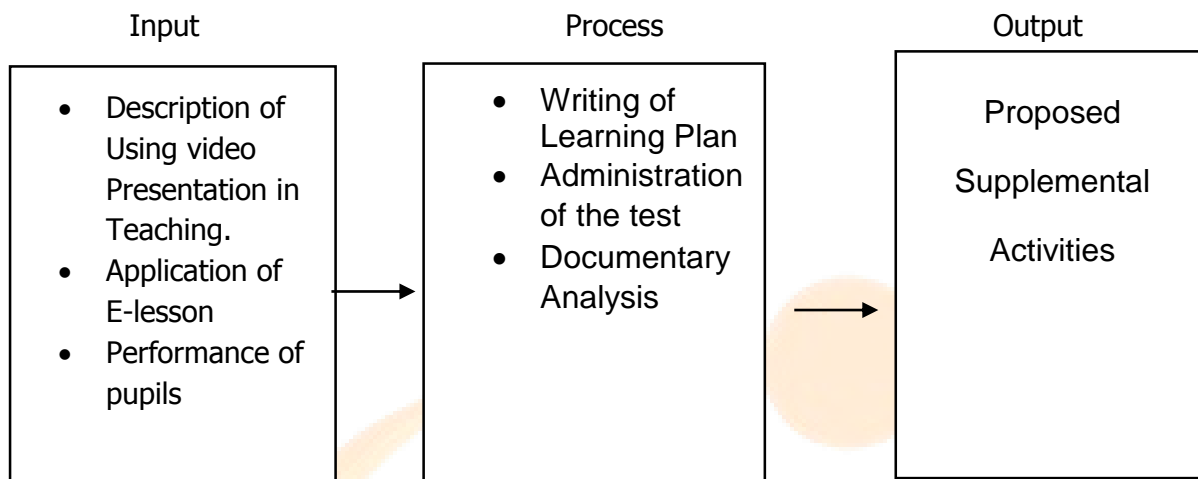 Input
Process
Output
• Description of
Using video
Presentation in
Teaching.
• Application of
E-lesson
• Performance of
pupils
• Writing of
Learning Plan
• Administration
of the test
• Documentary
Analysis
Proposed
Supplemental
Activities